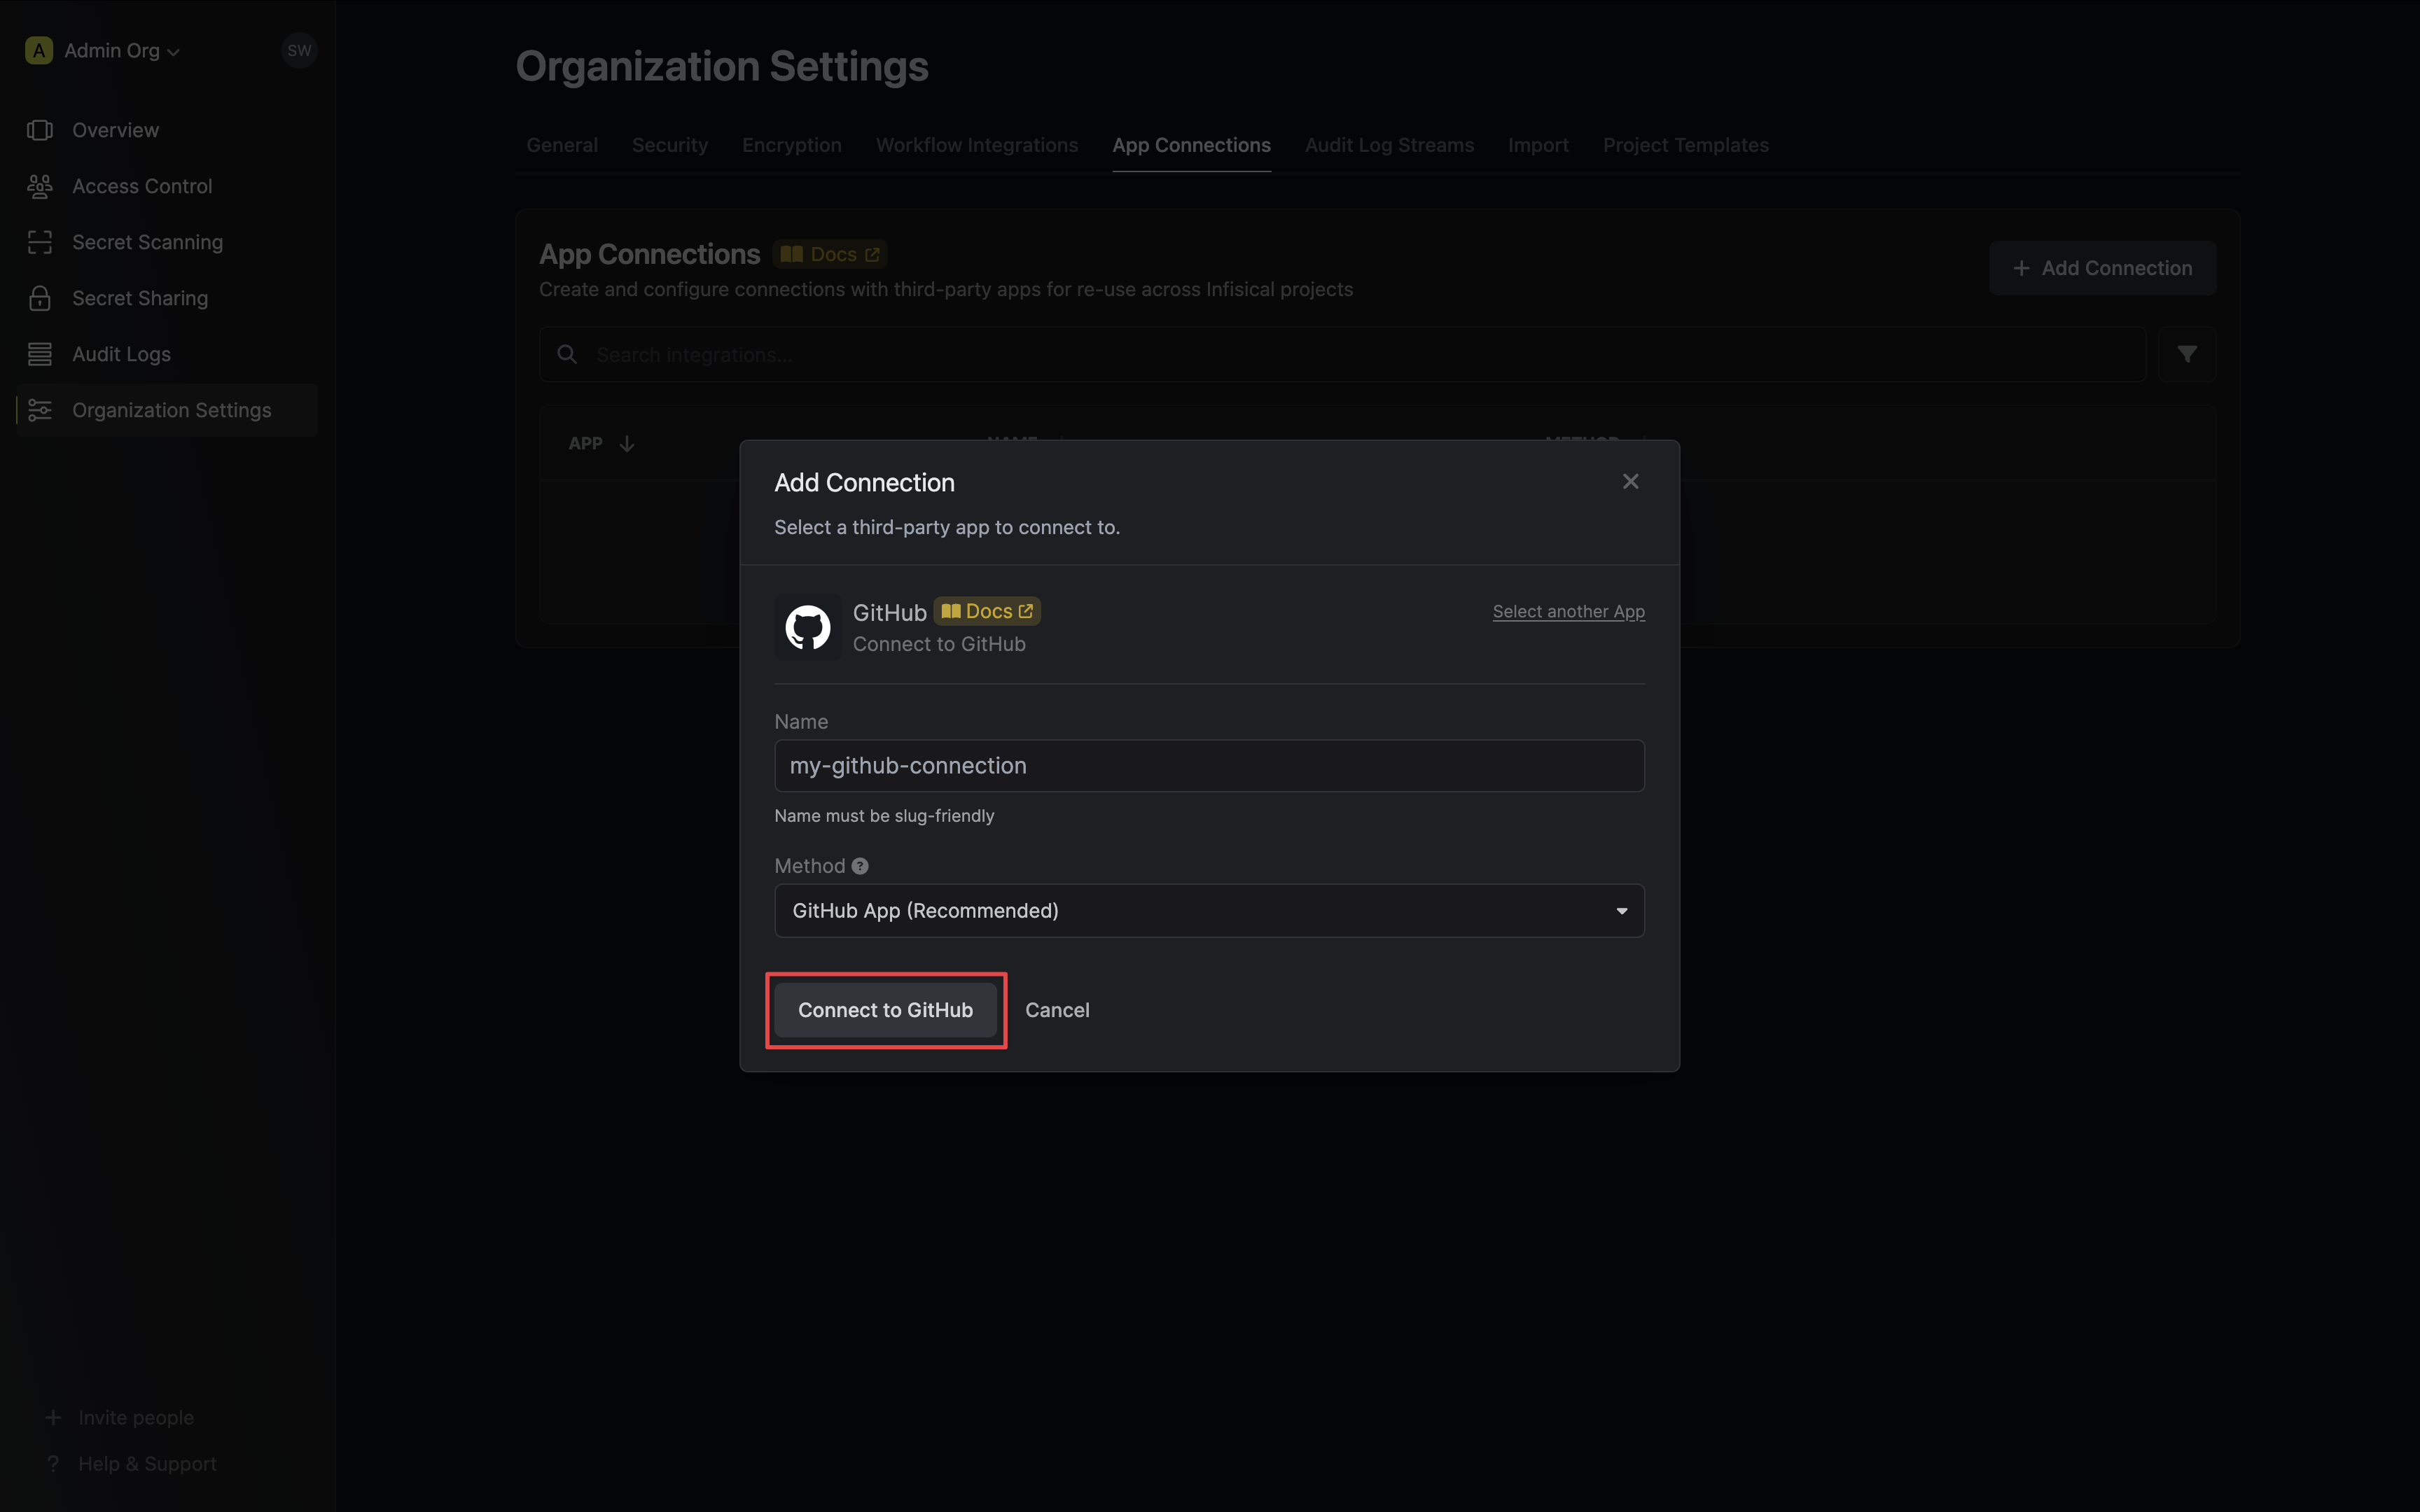 A Admin Org SW
Overview
Access Control
Secret Scanning
Secret Sharing
Audit Logs
Organization Settings
Invite people
? Help & Support
Organization Settings
General Security Encryption Workflow Integrations App Connections Audit Log Streams Import Project Templates
App Connections Docs
Create and configure connections with third-party apps for re-use across Infisical projects
+ Add Connection
Search integrations...
APP NAME METHOD
Add Connection
Select a third-party app to connect to.
GitHub Docs
Connect to GitHub
Select another App
Name
my-github-connection
Name must be slug-friendly
Method ?
GitHub App (Recommended)
Connect to GitHub Cancel